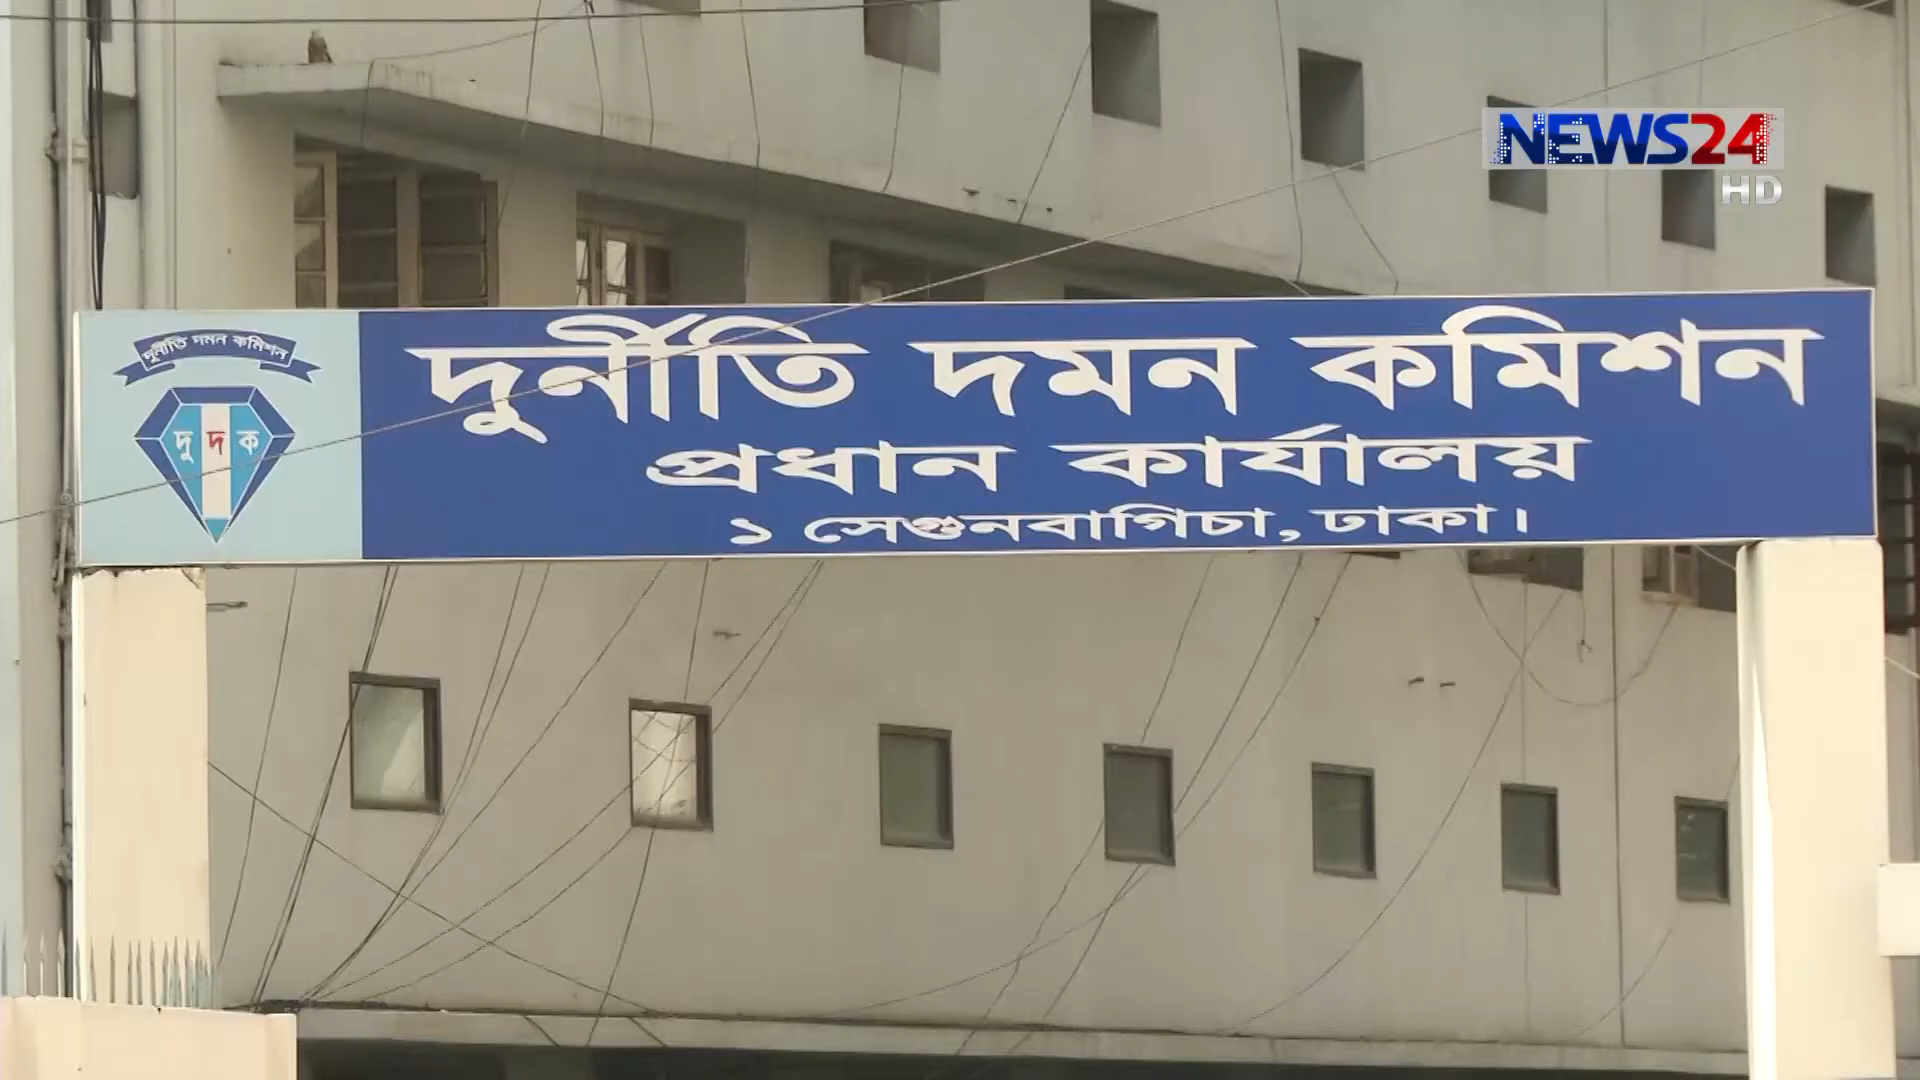 NEWS24
HD
দুর্নীতি দমন কমিশন
দু দ ক
দুর্নীতি দমন কমিশন
প্রধান কার্যালয়
১ সেগুনবাগিচা, ঢাকা।